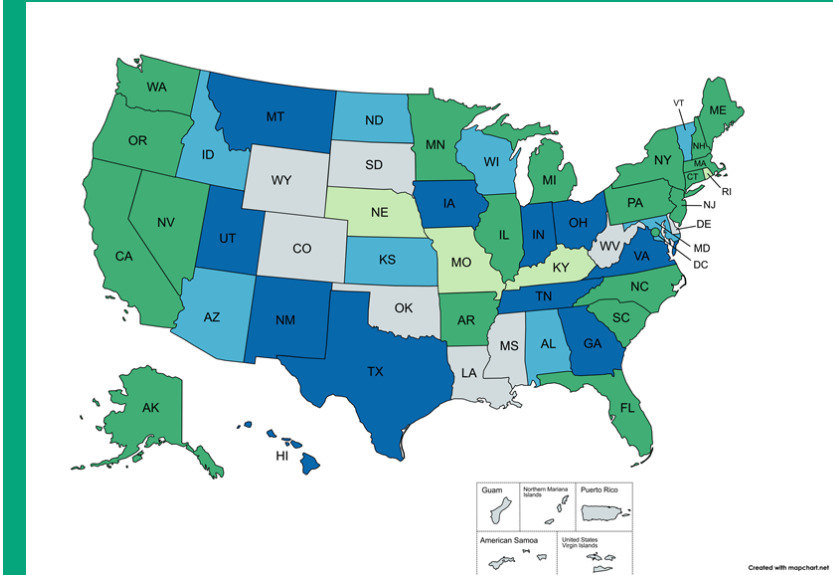 WA
OR
ID
MT
ND
MN
WY
SD
WI
MI
NV
CA
UT
CO
NE
IA
KS
MO
IL
IN
OH
KY
WV
VA
PA
NY
VT
NH
ME
MA
CT
RI
NJ
DE
MD
DC
NC
SC
TN
AZ
NM
OK
AR
TX
LA
MS
AL
GA
FL
AK
HI
Guam
Northern Mariana
Islands
Puerto Rico
American Samoa
United States
Virgin Islands
Created with mapchart.net